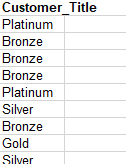 Customer_Title
Platinum
Bronze
Bronze
Bronze
Platinum
Silver
Bronze
Gold
Silver